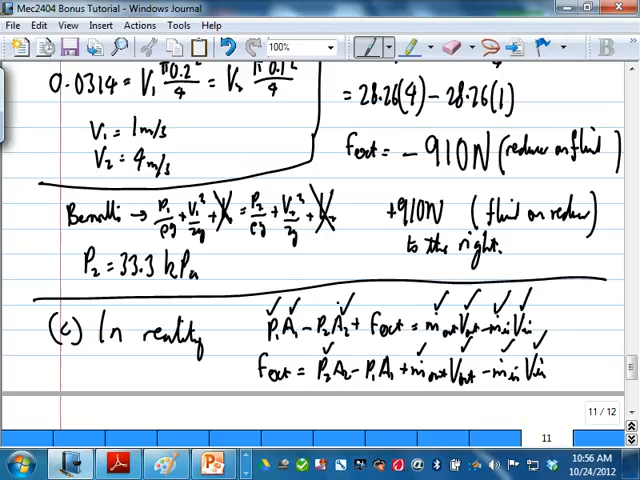 Mec2404 Bonus Tutorial - Windows Journal
File Edit View Insert Actions Tools Help
100%
B
0.0314 = V₁ π0.2²/4 = V₂ π0.1²/4
V₁ = 1m/s
V₂ = 4m/s
= 28.26(4) - 28.26(1)
Fext = -910N (reducer on fluid)
+910N (fluid on reducer)
to the right.
Bernoulli → P₁/ρg + V₁²/2g + = P₂/ρg + V₂²/2g +
P₂ = 33.3 kPa
(c) In reality
P₁A₁ - P₂A₂ + Fext = ṁout Vout - ṁin Vin
Fext = P₂A₂ - P₁A₁ + ṁout Vout - ṁin Vin
11 / 12
11
10:56 AM
10/24/2012